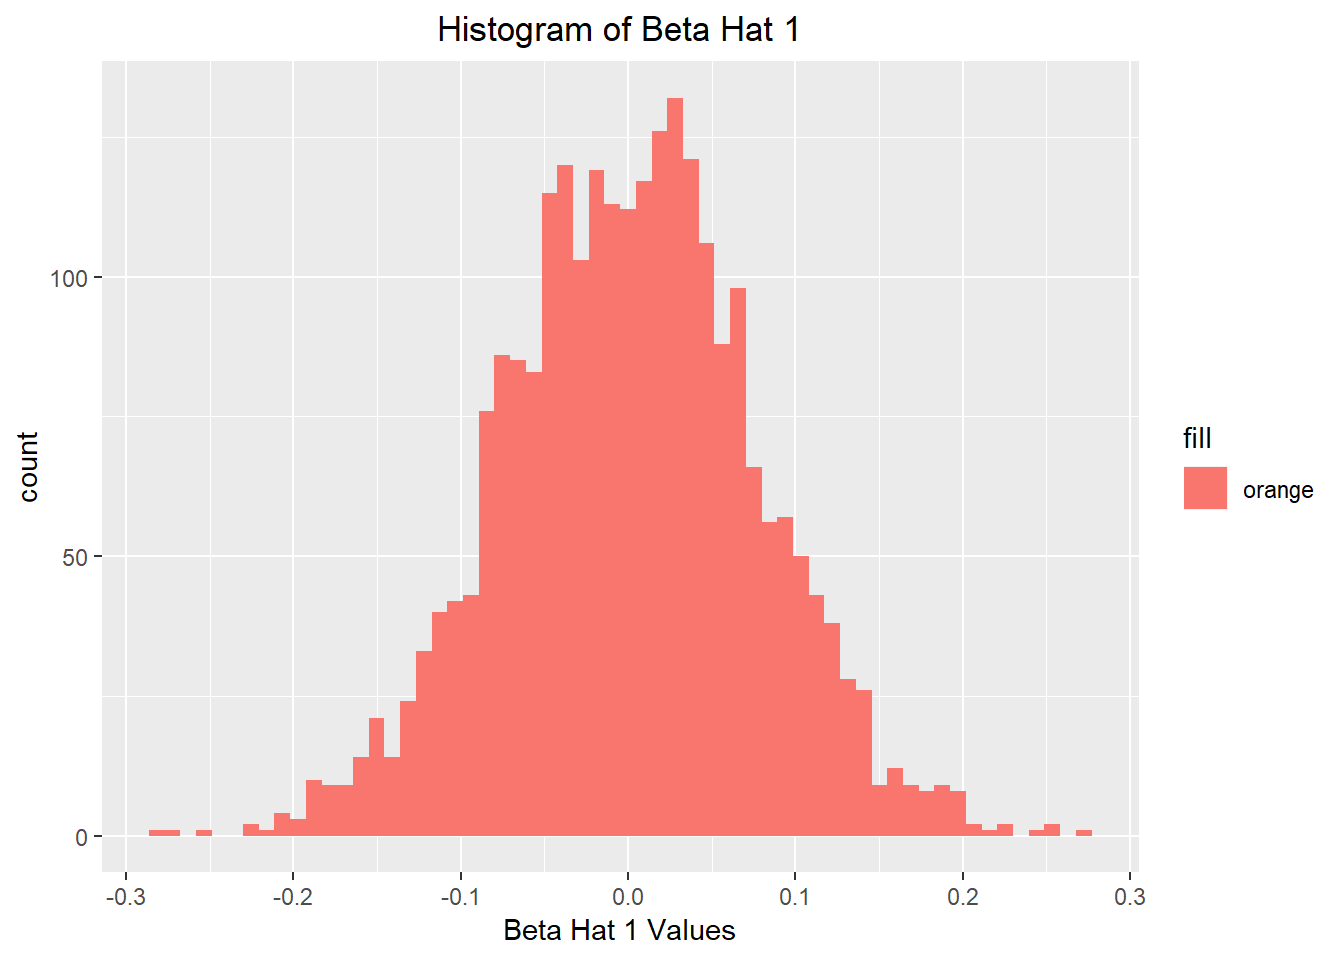 Histogram of Beta Hat 1
count
100
50
0
-0.3 -0.2 -0.1 0.0 0.1 0.2 0.3
Beta Hat 1 Values
fill
orange